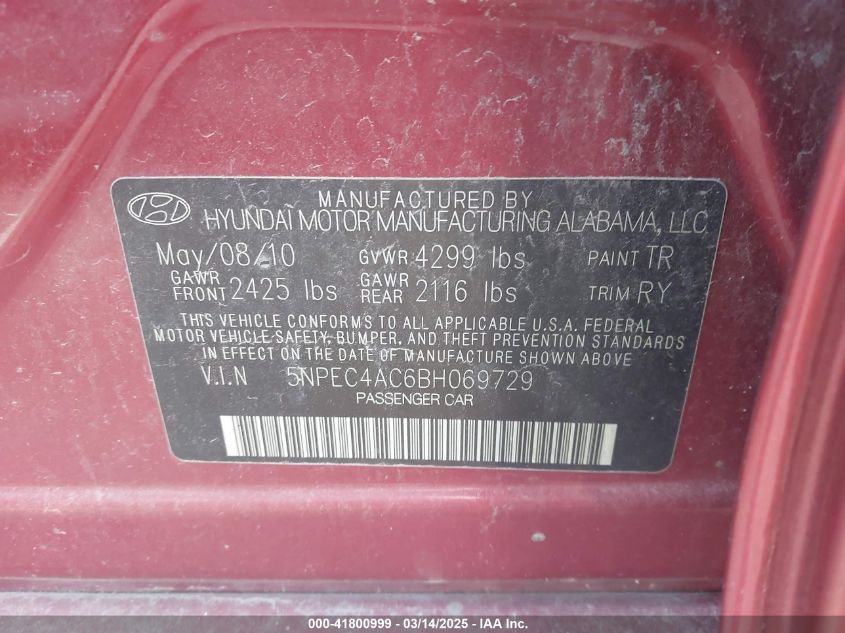 MANUFACTURED BY
HYUNDAI MOTOR MANUFACTURING ALABAMA, LLC
May/08/10 GVWR 4299 lbs PAINT TR
GAWR FRONT 2425 lbs GAWR REAR 2116 lbs TRIM RY
THIS VEHICLE CONFORMS TO ALL APPLICABLE U.S.A. FEDERAL
MOTOR VEHICLE SAFETY, BUMPER, AND THEFT PREVENTION STANDARDS
IN EFFECT ON THE DATE OF MANUFACTURE SHOWN ABOVE
V.I.N 5NPEC4AC6BH069729
PASSENGER CAR
000-41800999 - 03/14/2025 - IAA Inc.